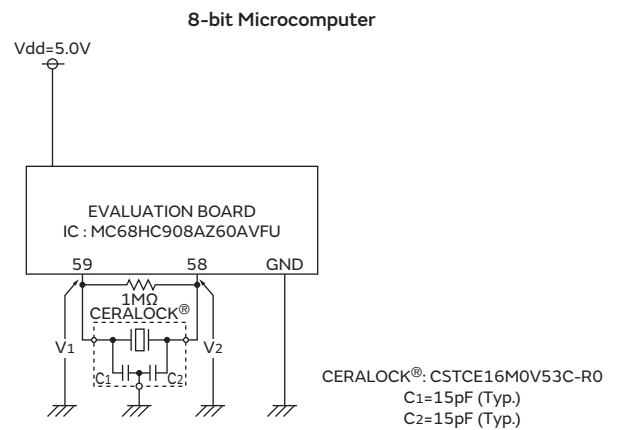 8-bit Microcomputer
Vdd=5.0V
EVALUATION BOARD
IC : MC68HC908AZ60AVFU
59 58 GND
1MΩ
CERALOCK®
V1 V2
C1 C2
CERALOCK®: CSTCE16M0V53C-R0
C1=15pF (Typ.)
C2=15pF (Typ.)